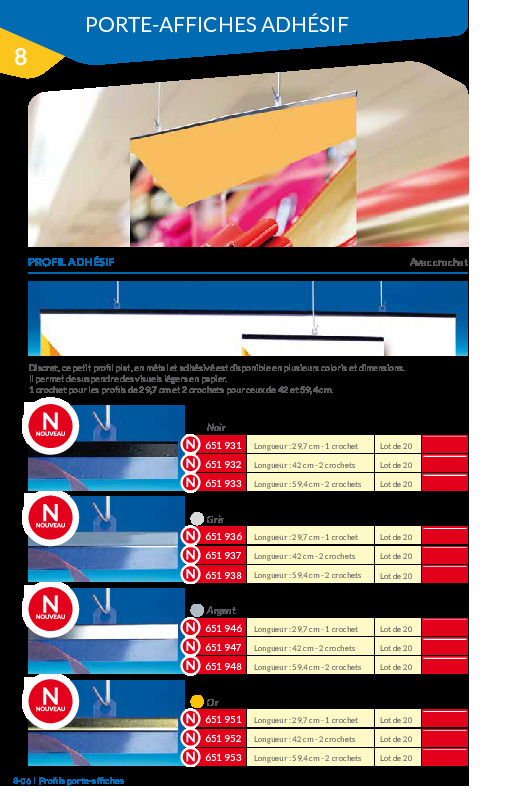 PORTE-AFFICHES ADHÉSIF
8
PROFIL ADHÉSIF
Avec crochet
Discret, ce petit profil plat, en métal et adhésivé est disponible en plusieurs coloris et dimensions.
Il permet de suspendre des visuels légers en papier.
1 crochet pour les profils de 29,7 cm et 2 crochets pour ceux de 42 et 59,4 cm.
N NOUVEAU
Noir
N 651 931 Longueur : 29,7 cm - 1 crochet Lot de 20
N 651 932 Longueur : 42 cm - 2 crochets Lot de 20
N 651 933 Longueur : 59,4 cm - 2 crochets Lot de 20
N NOUVEAU
Gris
N 651 936 Longueur : 29,7 cm - 1 crochet Lot de 20
N 651 937 Longueur : 42 cm - 2 crochets Lot de 20
N 651 938 Longueur : 59,4 cm - 2 crochets Lot de 20
N NOUVEAU
Argent
N 651 946 Longueur : 29,7 cm - 1 crochet Lot de 20
N 651 947 Longueur : 42 cm - 2 crochets Lot de 20
N 651 948 Longueur : 59,4 cm - 2 crochets Lot de 20
N NOUVEAU
Or
N 651 951 Longueur : 29,7 cm - 1 crochet Lot de 20
N 651 952 Longueur : 42 cm - 2 crochets Lot de 20
N 651 953 Longueur : 59,4 cm - 2 crochets Lot de 20
8-06 I Profils porte-affiches